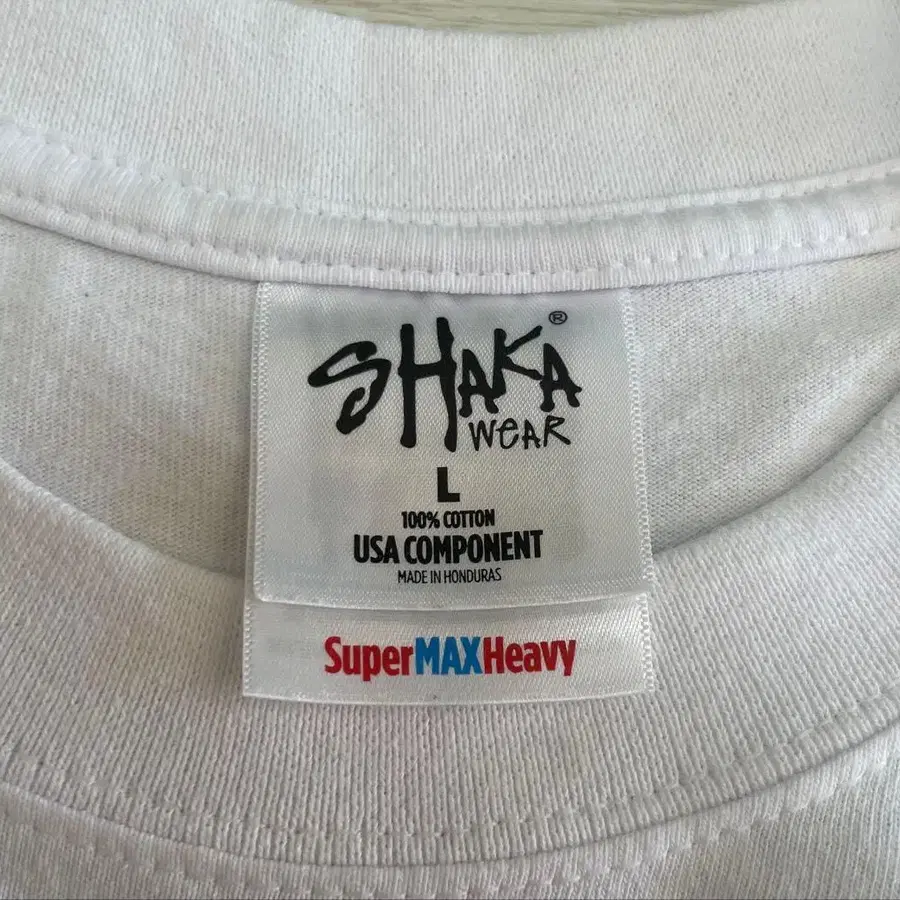 SHAKA®
WeAR
L
100% COTTON
USA COMPONENT
MADE IN HONDURAS
SuperMAXHeavy